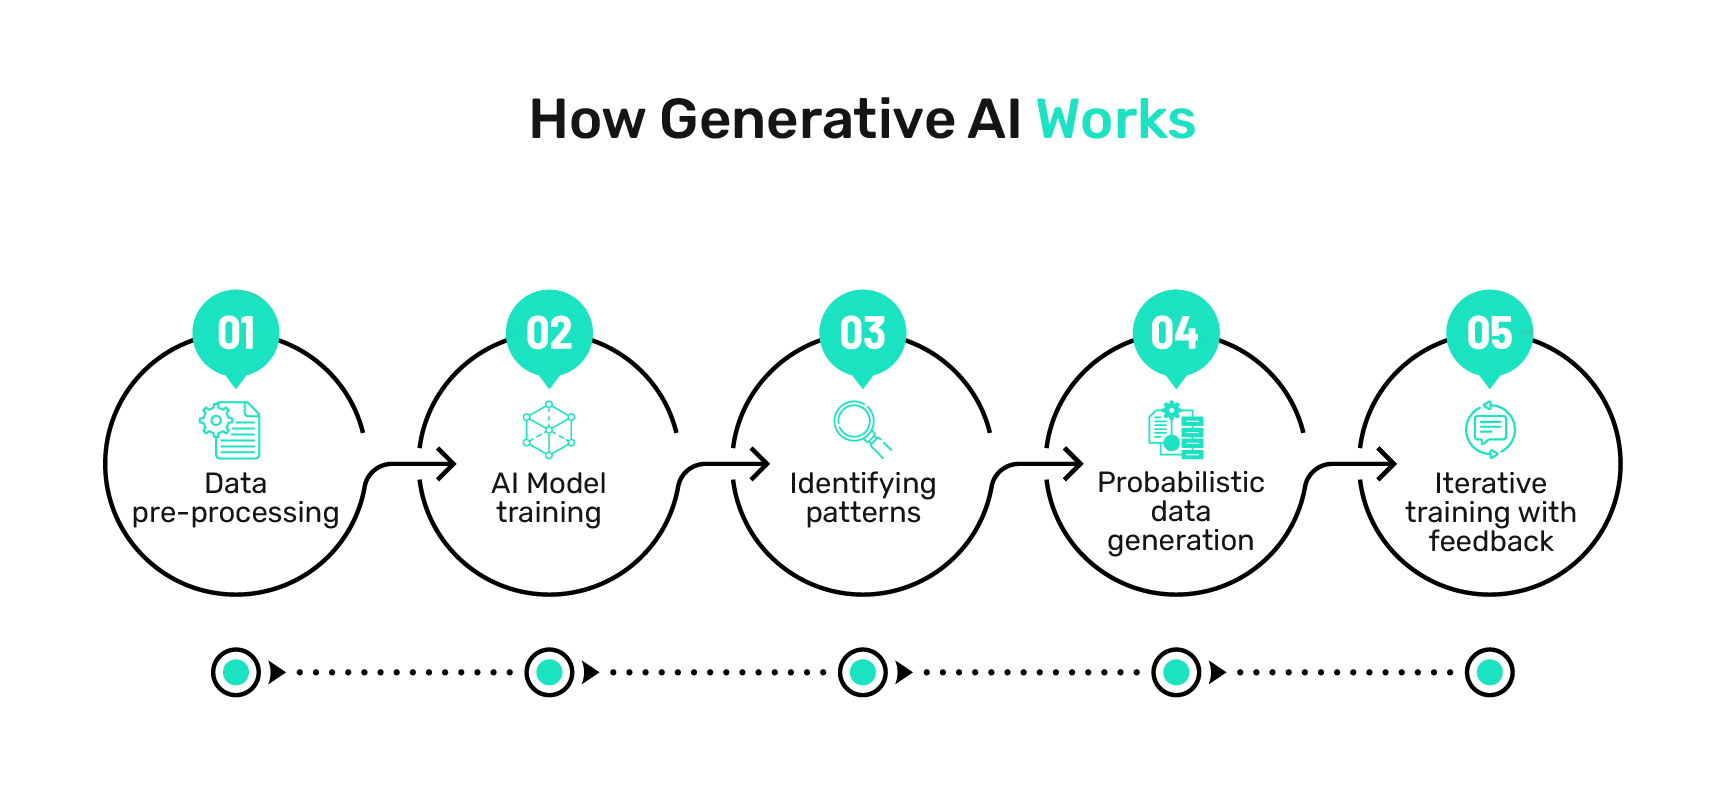 How Generative AI Works
01
Data
pre-processing
02
AI Model
training
03
Identifying
patterns
04
Probabilistic
data
generation
05
Iterative
training with
feedback